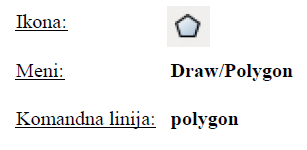 Ikona:
Meni: Draw/Polygon
Komandna linija: polygon